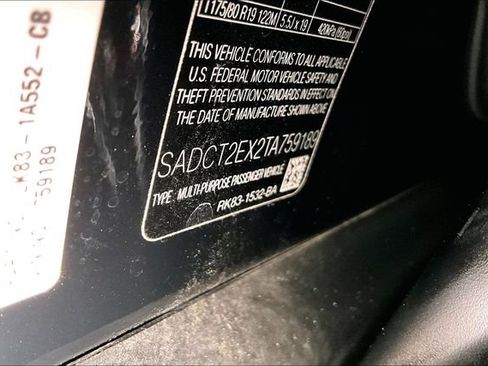 T175/80 R19 122M 5.5J x 19 420kPa(60psi)
THIS VEHICLE CONFORMS TO ALL APPLICABLE
U.S. FEDERAL MOTOR VEHICLE SAFETY AND
THEFT PREVENTION STANDARDS IN EFFECT ON
THE DATE OF MANUFACTURE SHOWN ABOVE.
SADCT2EX2TA759189
TYPE: MULTI-PURPOSE PASSENGER VEHICLE
RK83-1532-BA
K83-1A552-CB
759189